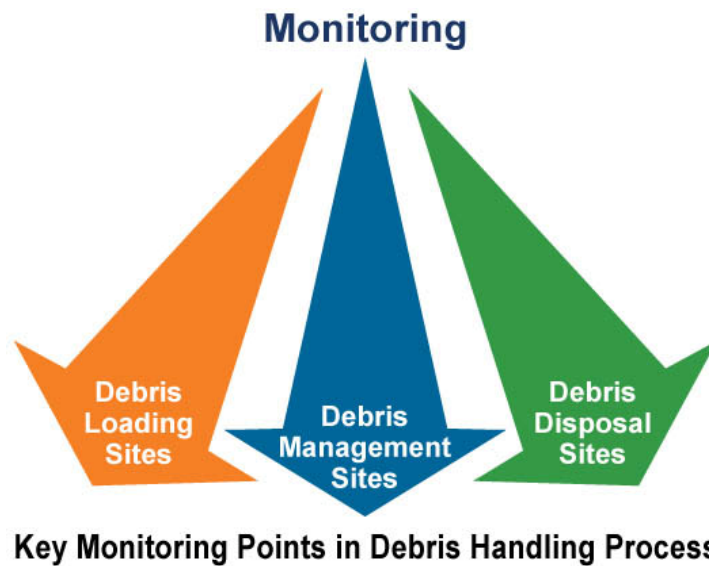 Monitoring
Debris
Loading
Sites
Debris
Management
Sites
Debris
Disposal
Sites
Key Monitoring Points in Debris Handling Process